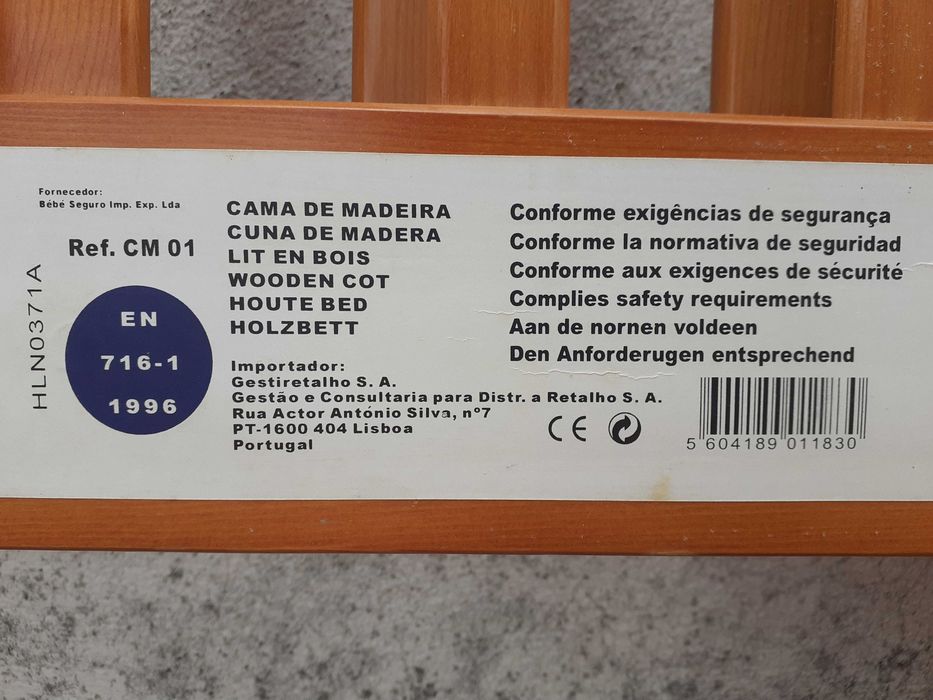 Fornecedor:
Bébé Seguro Imp. Exp. Lda
Ref. CM 01
HLN0371A
EN
716-1
1996
CAMA DE MADEIRA
CUNA DE MADERA
LIT EN BOIS
WOODEN COT
HOUTE BED
HOLZBETT
Importador:
Gestiretalho S. A.
Gestão e Consultaria para Distr. a Retalho S. A.
Rua Actor António Silva, nº7
PT-1600 404 Lisboa
Portugal
Conforme exigências de segurança
Conforme la normativa de seguridad
Conforme aux exigences de sécurité
Complies safety requirements
Aan de nornen voldeen
Den Anforderugen entsprechend
CE
5 604189 011830